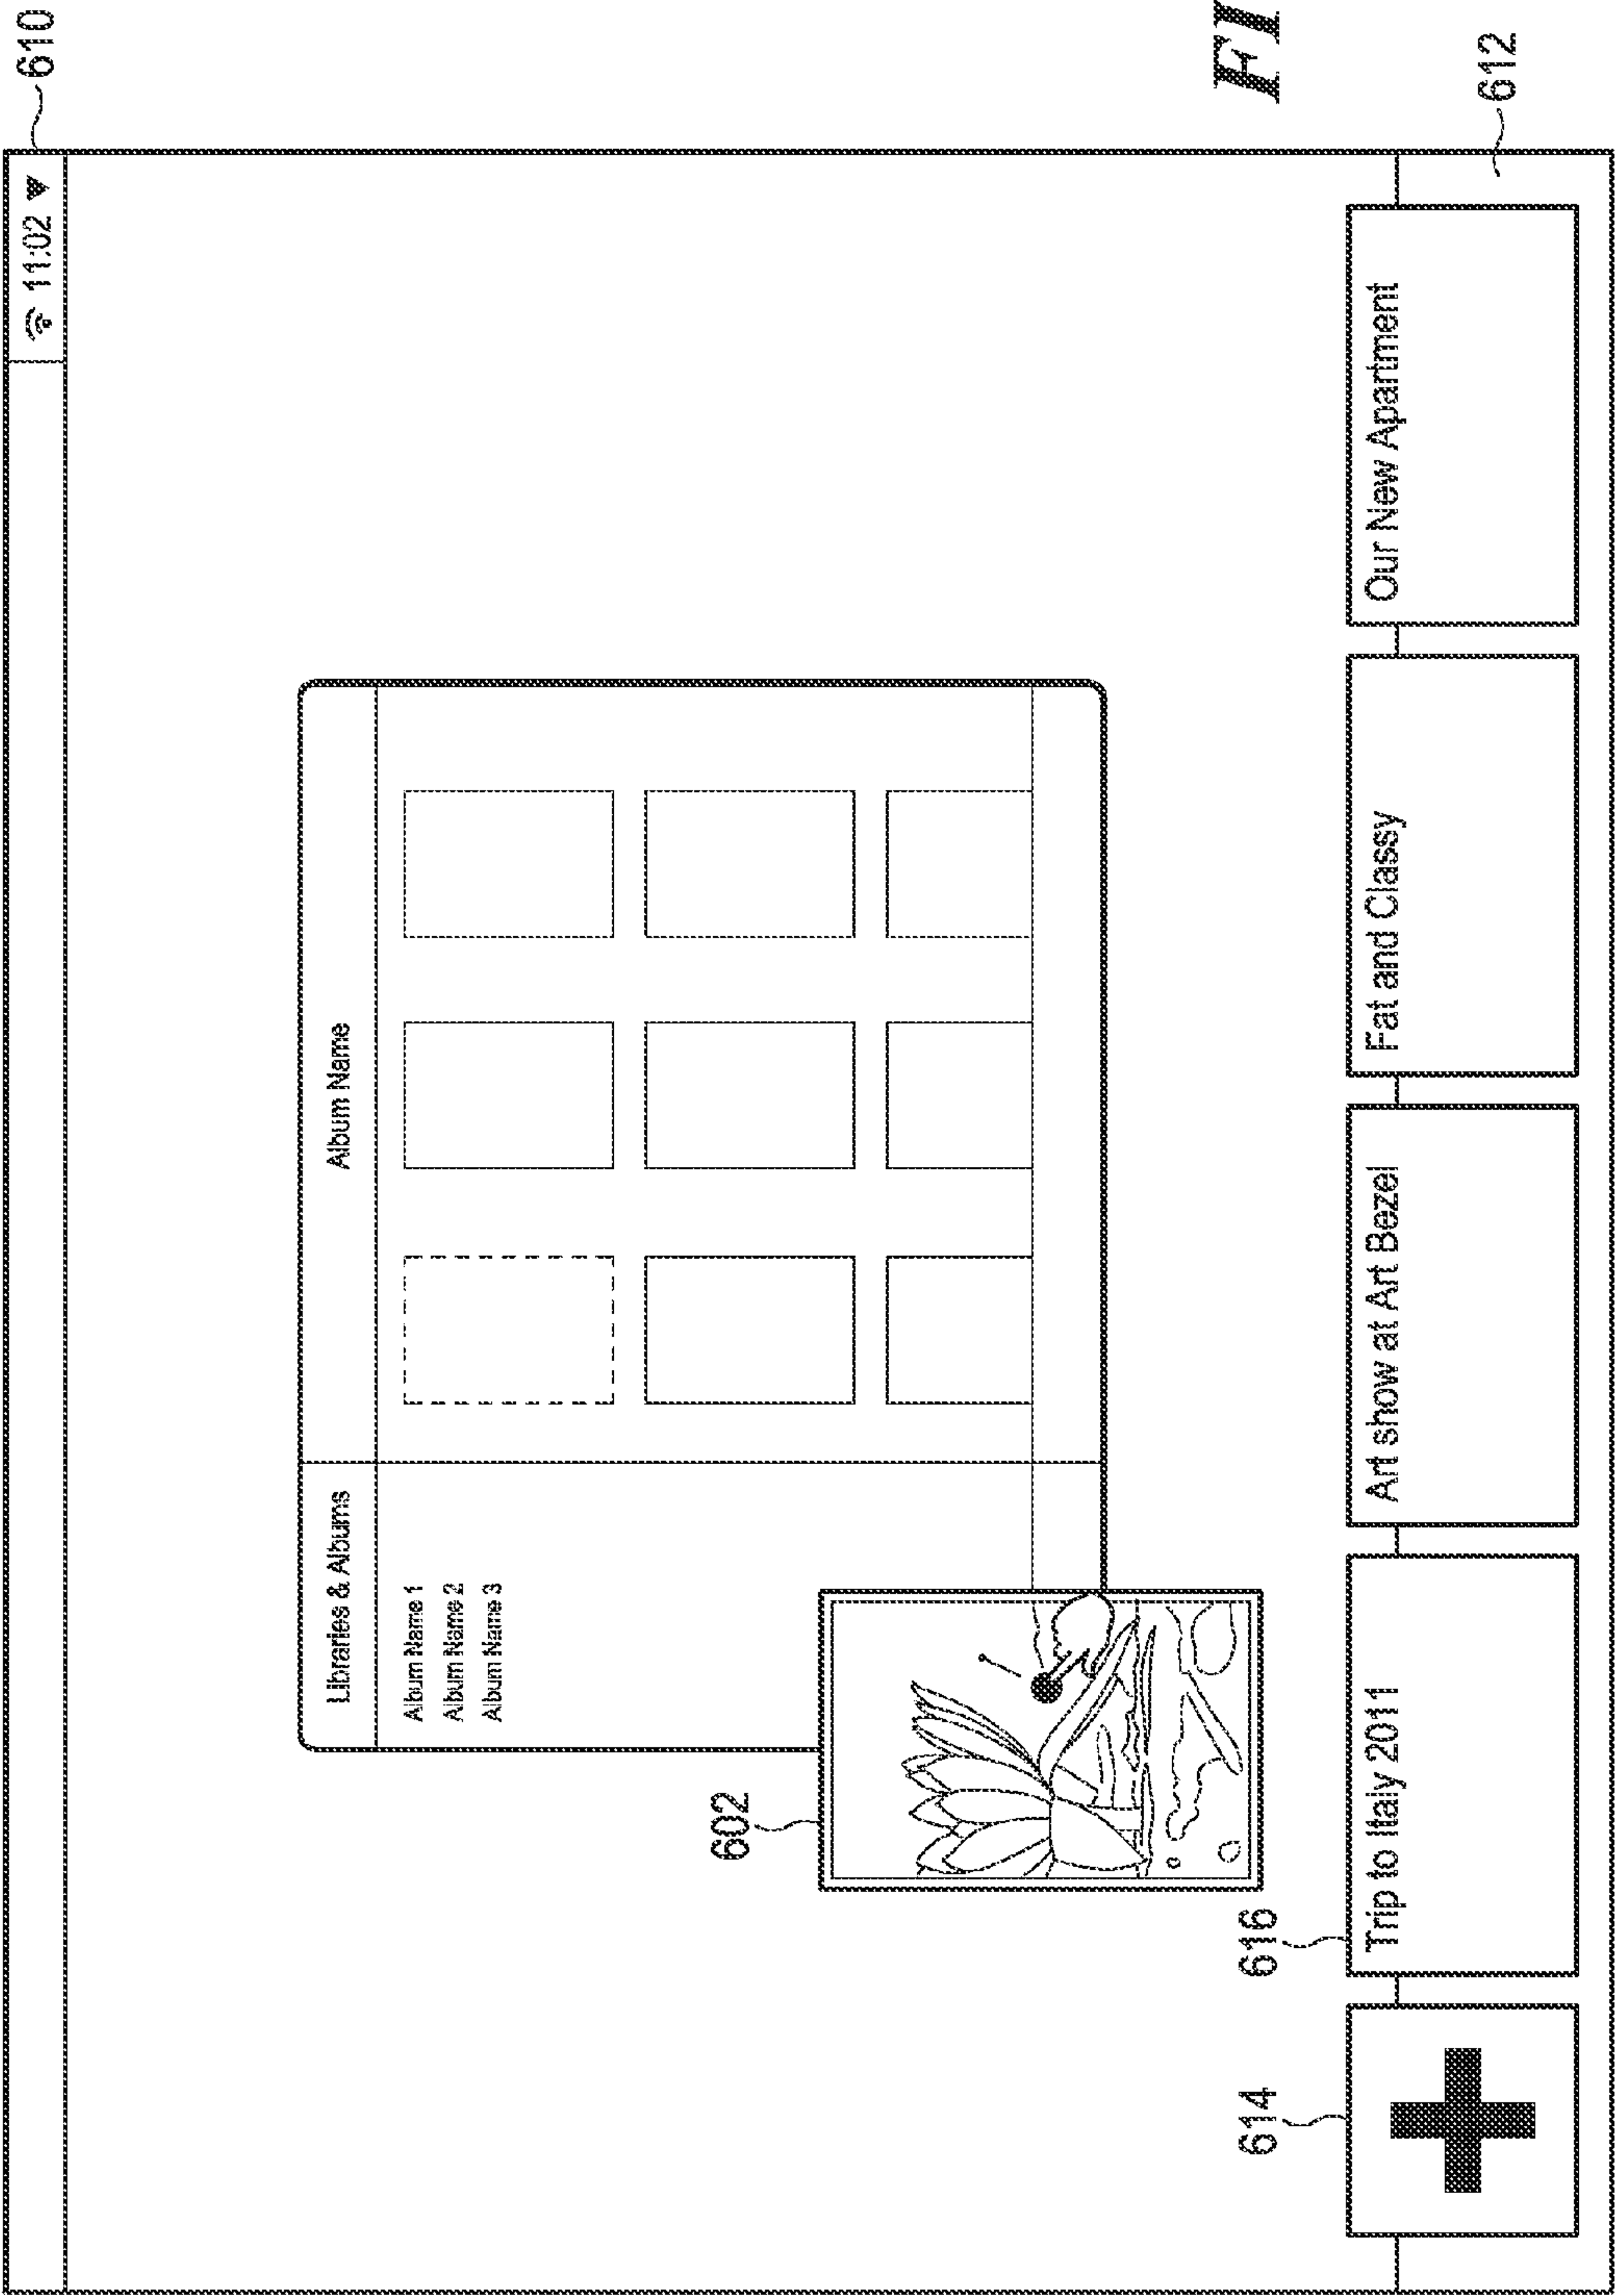 610
11:02
Libraries & Albums
Album Name
Album Name 1
Album Name 2
Album Name 3
602
616
614
Trip to Italy 2011
Art show at Art Bezel
Fat and Classy
Our New Apartment
612
FI